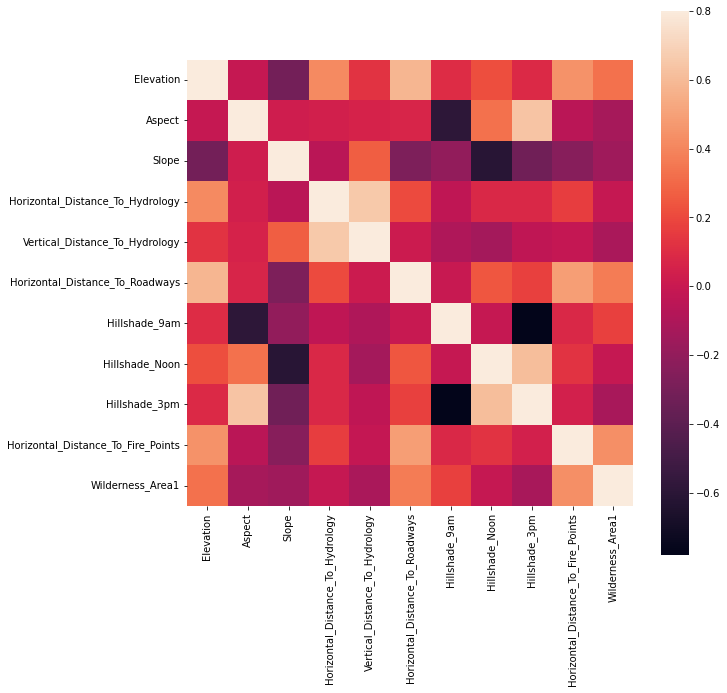 Elevation
Aspect
Slope
Horizontal_Distance_To_Hydrology
Vertical_Distance_To_Hydrology
Horizontal_Distance_To_Roadways
Hillshade_9am
Hillshade_Noon
Hillshade_3pm
Horizontal_Distance_To_Fire_Points
Wilderness_Area1
Elevation
Aspect
Slope
Horizontal_Distance_To_Hydrology
Vertical_Distance_To_Hydrology
Horizontal_Distance_To_Roadways
Hillshade_9am
Hillshade_Noon
Hillshade_3pm
Horizontal_Distance_To_Fire_Points
Wilderness_Area1
0.8
0.6
0.4
0.2
0.0
−0.2
−0.4
−0.6